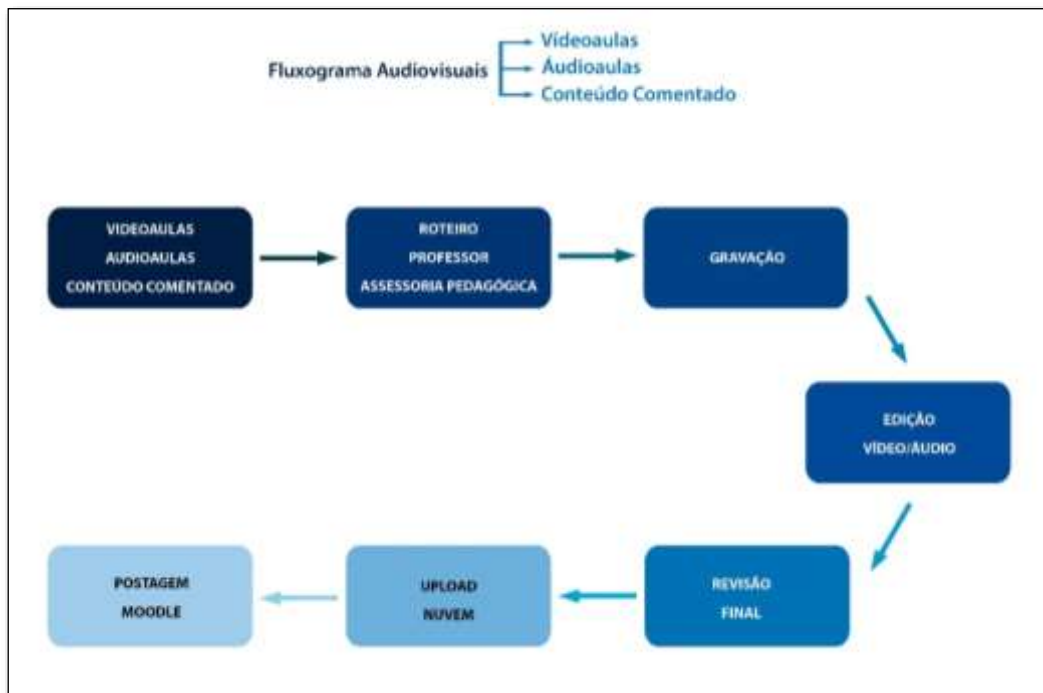 Fluxograma Audiovisuais
Vídeoaulas
Áudioaulas
Conteúdo Comentado
VIDEOAULAS
AUDIOAULAS
CONTEÚDO COMENTADO
ROTEIRO
PROFESSOR
ASSESSORIA PEDAGÓGICA
GRAVAÇÃO
EDIÇÃO
VÍDEO/ÁUDIO
REVISÃO
FINAL
UPLOAD
NUVEM
POSTAGEM
MOODLE